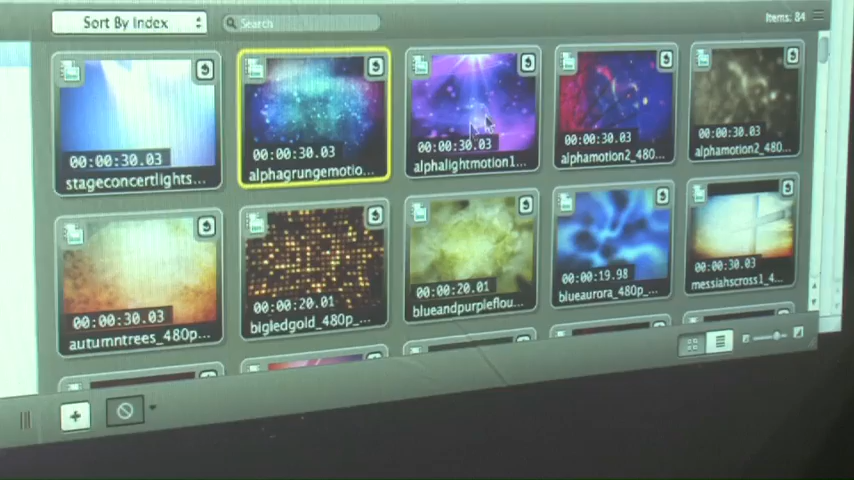 Sort By Index
Search
Items: 84
00:00:30.03
stageconcertlights...
00:00:30.03
alphagrungemotio...
00:00:30.03
alphalightmotion1...
00:00:30.03
alphamotion2_480...
00:00:30.03
alphamotion2_480...
00:00:30.03
autumntrees_480p...
00:00:20.01
bigledgold_480p_...
00:00:20.01
blueandpurpleflou...
00:00:19.98
blueaurora_480p_...
00:00:30.03
messiahscross1_4...